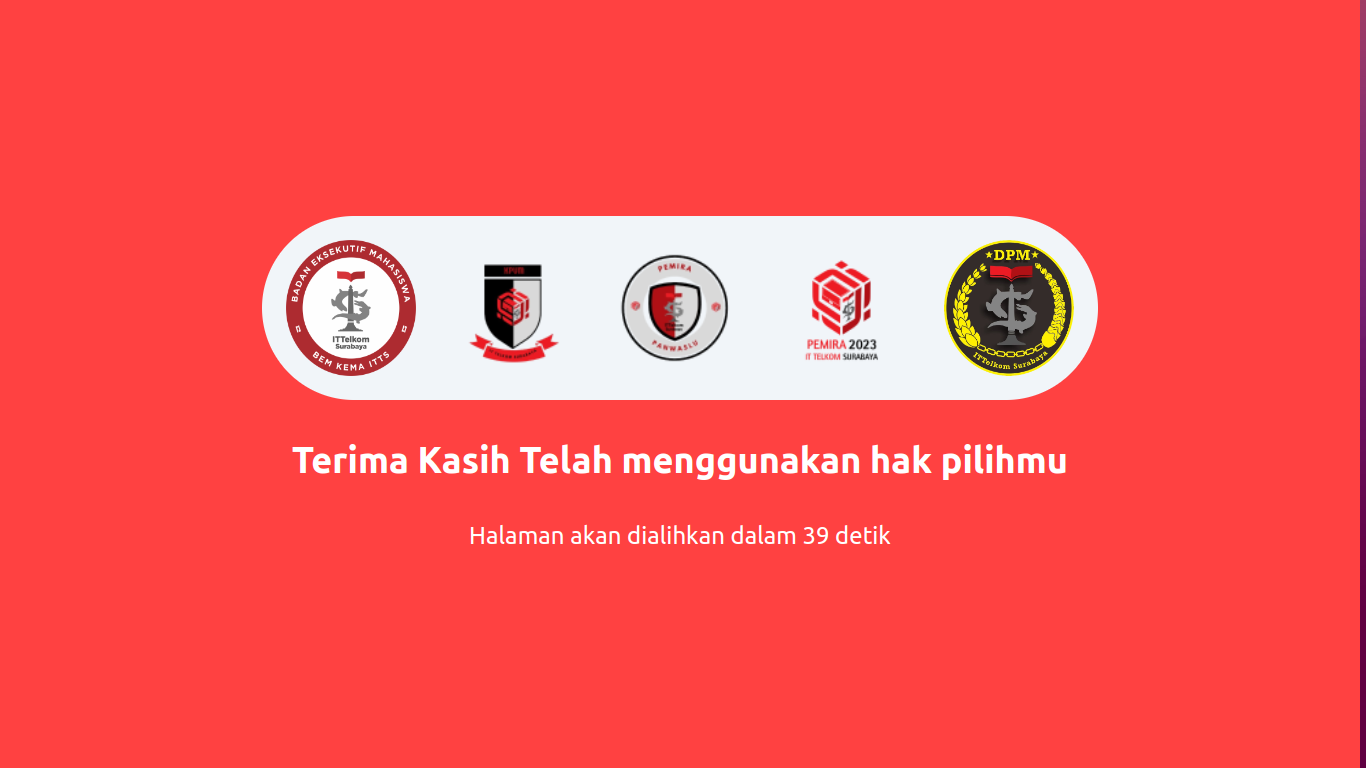 BADAN EKSEKUTIF MAHASISWA
ITTelkom
Surabaya
BEM KEMA ITTS
PEMIRA
PANWASLU
PEMIRA 2023
IT TELKOM SURABAYA
DPM
ITTelkom Surabaya
Terima Kasih Telah menggunakan hak pilihmu
Halaman akan dialihkan dalam 39 detik